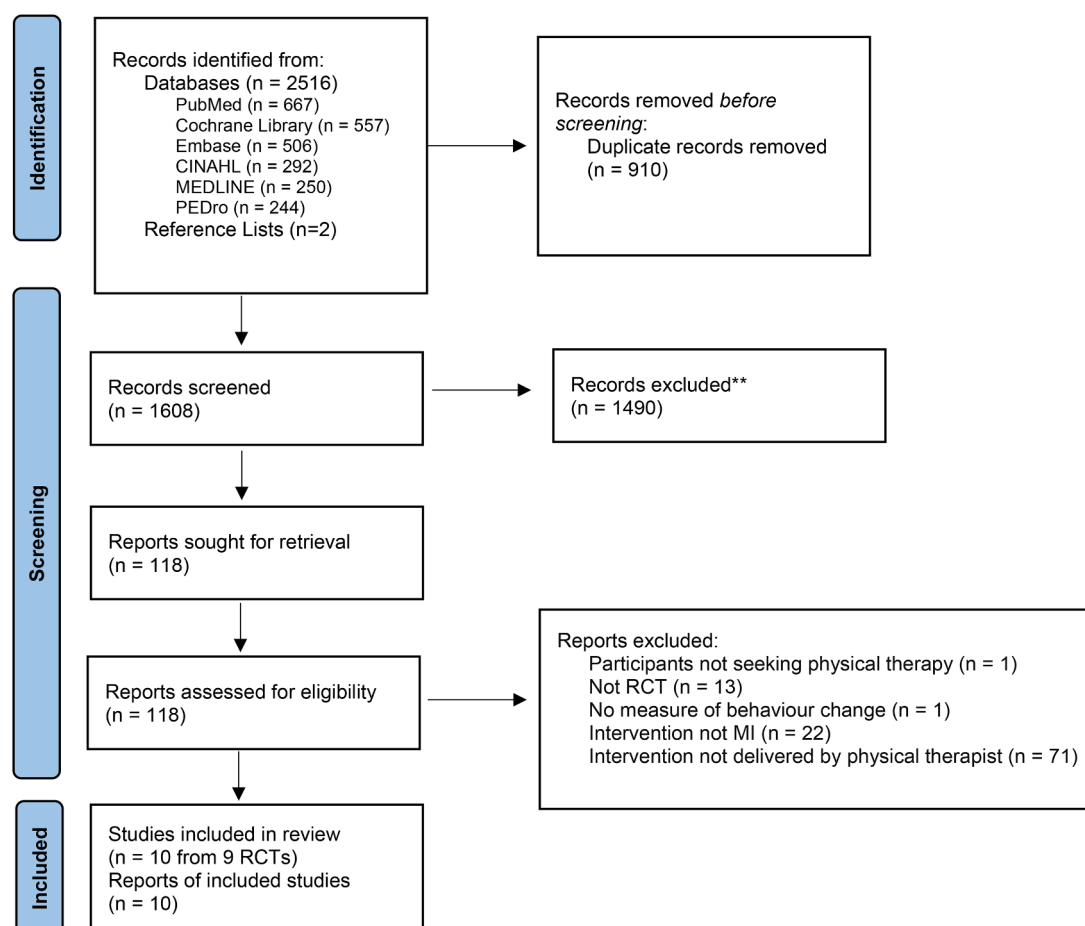 Identification
Records identified from:
Databases (n = 2516)
PubMed (n = 667)
Cochrane Library (n = 557)
Embase (n = 506)
CINAHL (n = 292)
MEDLINE (n = 250)
PEDro (n = 244)
Reference Lists (n=2)
Records removed before
screening:
Duplicate records removed
(n = 910)
Screening
Records screened
(n = 1608)
Records excluded**
(n = 1490)
Reports sought for retrieval
(n = 118)
Reports assessed for eligibility
(n = 118)
Reports excluded:
Participants not seeking physical therapy (n = 1)
Not RCT (n = 13)
No measure of behaviour change (n = 1)
Intervention not MI (n = 22)
Intervention not delivered by physical therapist (n = 71)
Included
Studies included in review
(n = 10 from 9 RCTs)
Reports of included studies
(n = 10)